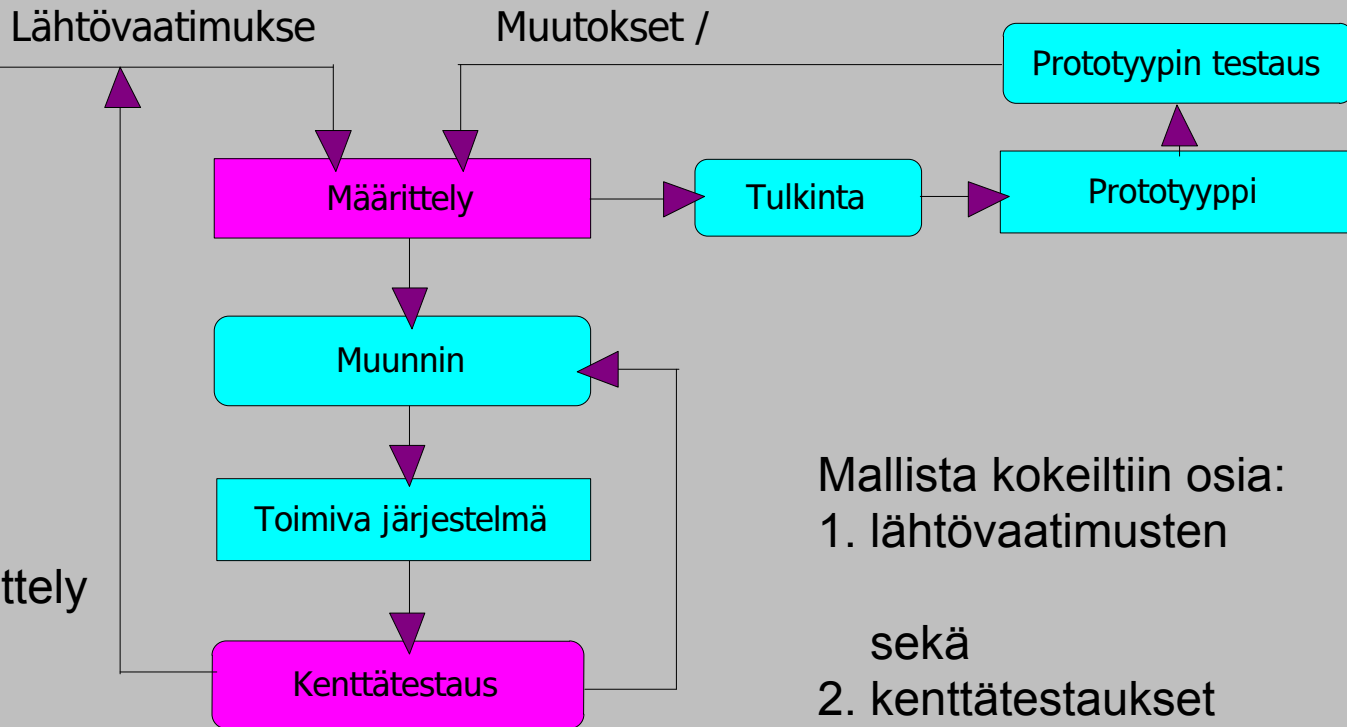 Lähtövaatimukse
Muutokset /
Prototyypin testaus
Määrittely
Tulkinta
Prototyyppi
Muunnin
Toimiva järjestelmä
ttely
Kenttätestaus
Mallista kokeiltiin osia:
1. lähtövaatimusten
sekä
2. kenttätestaukset